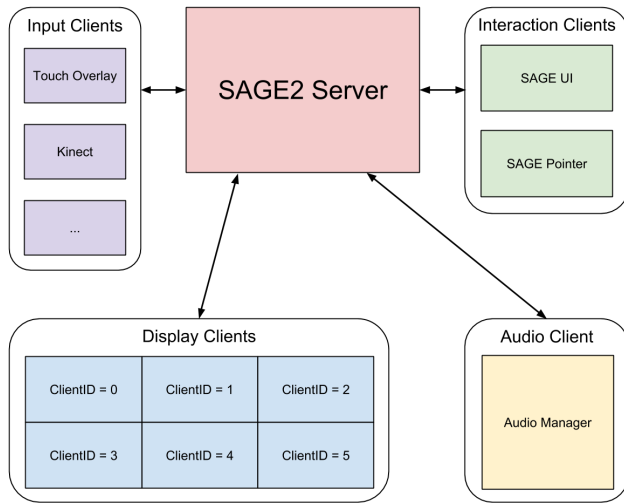 Input Clients
Touch Overlay
Kinect
...
SAGE2 Server
Interaction Clients
SAGE UI
SAGE Pointer
Display Clients
ClientID = 0
ClientID = 1
ClientID = 2
ClientID = 3
ClientID = 4
ClientID = 5
Audio Client
Audio Manager